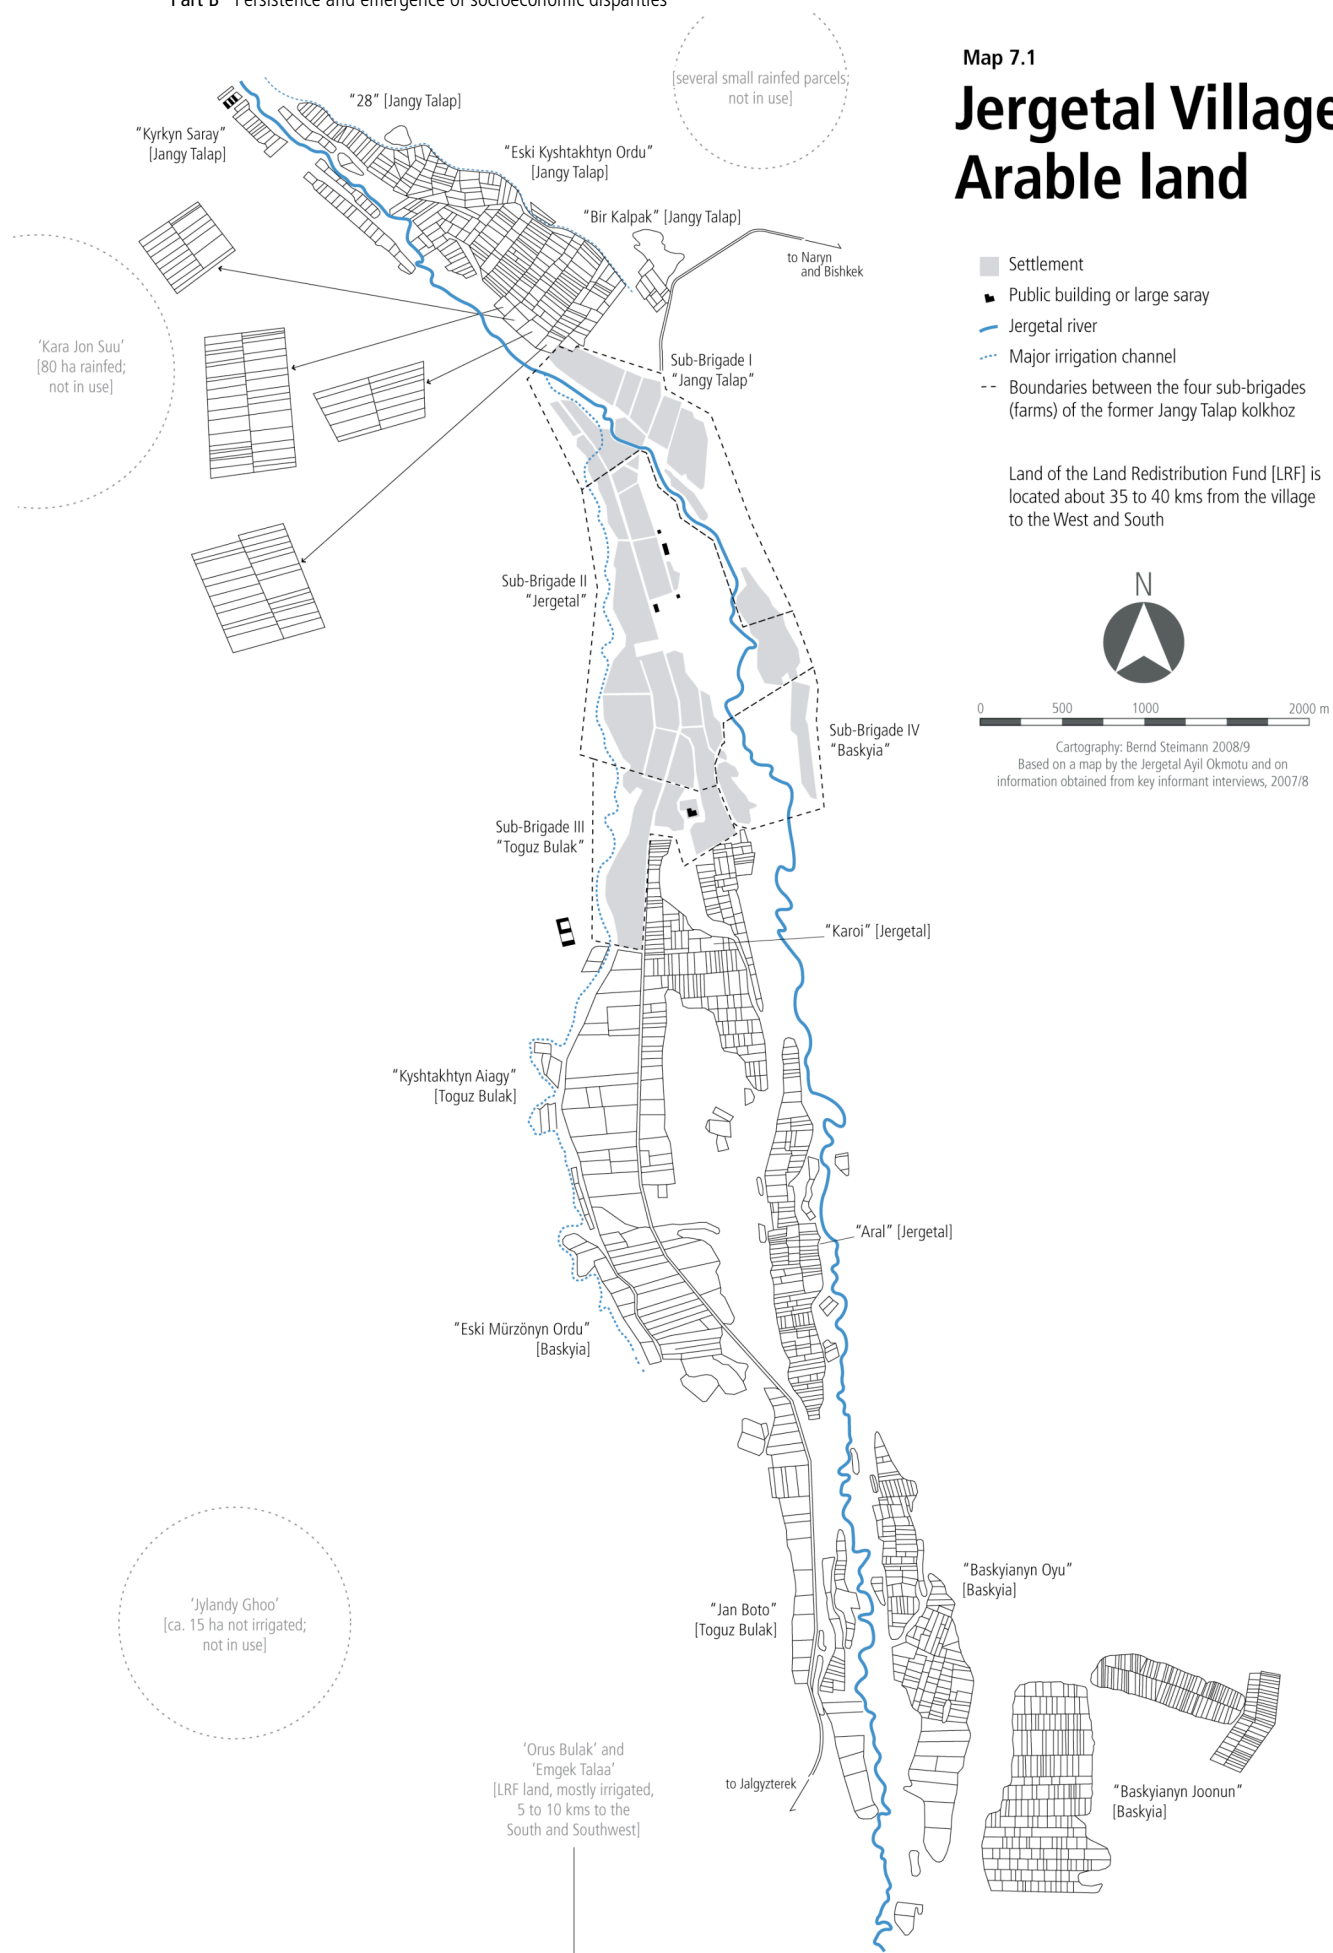 Part B Persistence and emergence of socioeconomic disparities
Map 7.1
Jergetal Village
Arable land
[several small rainfed parcels;
not in use]
"28" [Jangy Talap]
"Kyrkyn Saray"
[Jangy Talap]
"Eski Kyshtakhtyn Ordu"
[Jangy Talap]
"Bir Kalpak" [Jangy Talap]
to Naryn
and Bishkek
Settlement
Public building or large saray
Jergetal river
Major irrigation channel
Boundaries between the four sub-brigades
(farms) of the former Jangy Talap kolkhoz
Land of the Land Redistribution Fund [LRF] is
located about 35 to 40 kms from the village
to the West and South
'Kara Jon Suu'
[80 ha rainfed;
not in use]
Sub-Brigade I
"Jangy Talap"
Sub-Brigade II
"Jergetal"
N
0 500 1000 2000 m
Cartography: Bernd Steimann 2008/9
Based on a map by the Jergetal Ayil Okmotu and on
information obtained from key informant interviews, 2007/8
Sub-Brigade IV
"Baskyia"
Sub-Brigade III
"Toguz Bulak"
"Karoi" [Jergetal]
"Kyshtakhtyn Aiagy"
[Toguz Bulak]
"Aral" [Jergetal]
"Eski Mürzönyn Ordu"
[Baskyia]
"Baskyianyn Oyu"
[Baskyia]
'Jylandy Ghoo'
[ca. 15 ha not irrigated;
not in use]
"Jan Boto"
[Toguz Bulak]
'Orus Bulak' and
'Emgek Talaa'
[LRF land, mostly irrigated,
5 to 10 kms to the
South and Southwest]
to Jalgyzterek
"Baskyianyn Joonun"
[Baskyia]